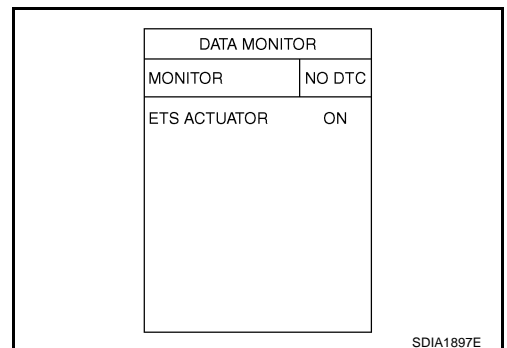 DATA MONITOR
MONITOR NO DTC
ETS ACTUATOR ON
SDIA1897E